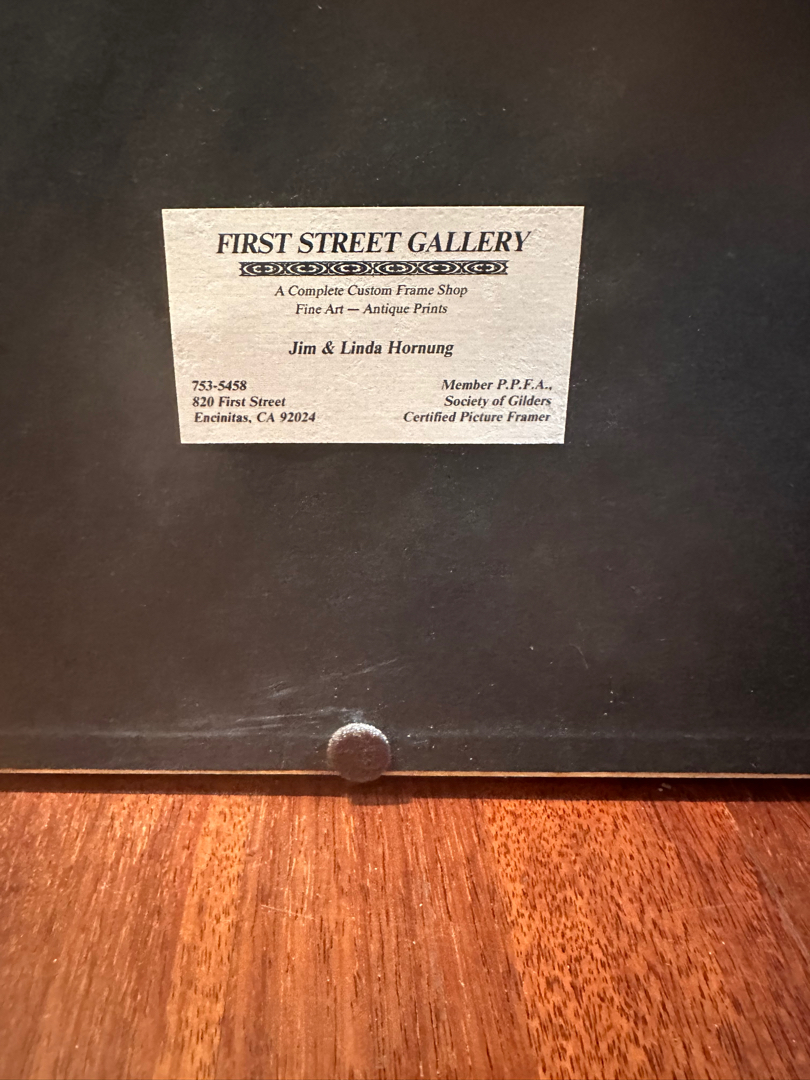 FIRST STREET GALLERY
A Complete Custom Frame Shop
Fine Art — Antique Prints
Jim & Linda Hornung
753-5458
820 First Street
Encinitas, CA 92024
Member P.P.F.A.,
Society of Gilders
Certified Picture Framer